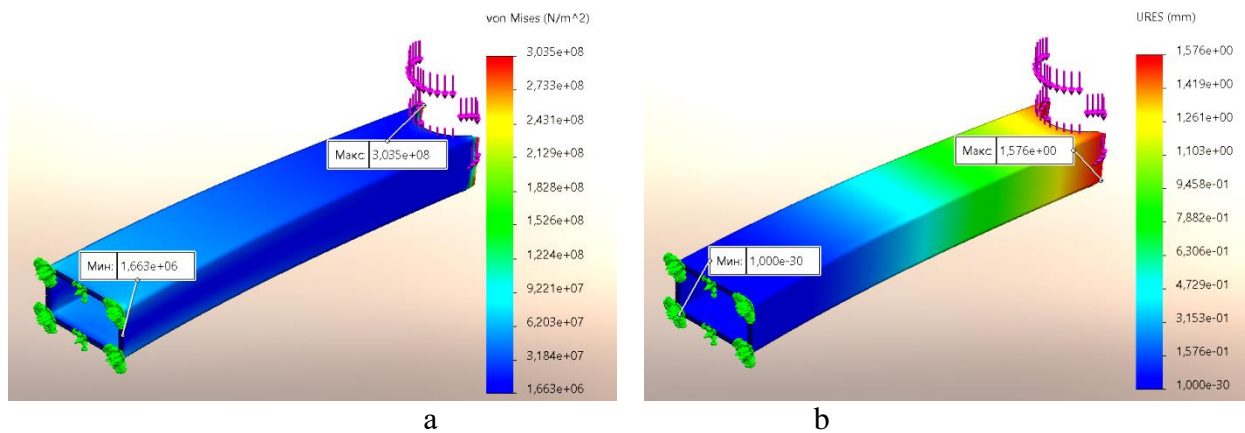 von Mises (N/m^2)
3,035e+08
2,733e+08
2,431e+08
2,129e+08
1,828e+08
1,526e+08
1,224e+08
9,221e+07
6,203e+07
3,184e+07
1,663e+06
Макс: 3,035e+08
Мин: 1,663e+06
a
URES (mm)
1,576e+00
1,419e+00
1,261e+00
1,103e+00
9,458e-01
7,882e-01
6,306e-01
4,729e-01
3,153e-01
1,576e-01
1,000e-30
Макс: 1,576e+00
Мин: 1,000e-30
b